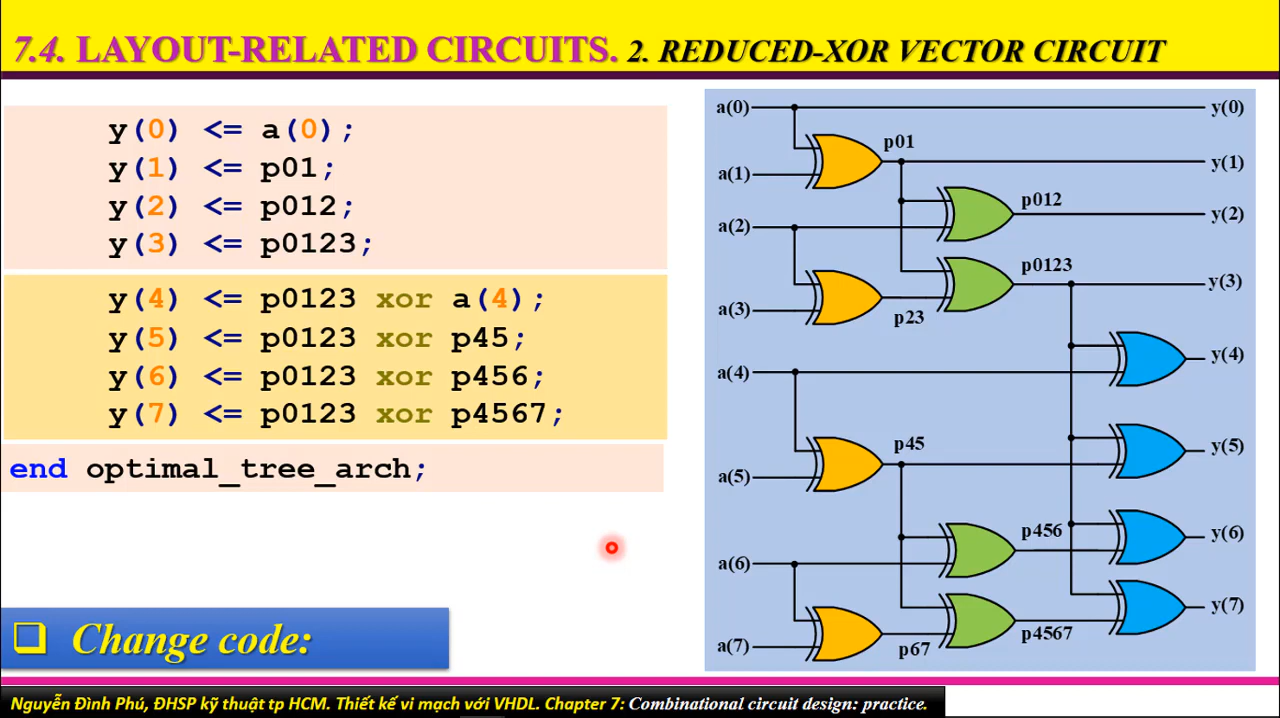 7.4. LAYOUT-RELATED CIRCUITS. 2. REDUCED-XOR VECTOR CIRCUIT
y(0) <= a(0);
y(1) <= p01;
y(2) <= p012;
y(3) <= p0123;
y(4) <= p0123 xor a(4);
y(5) <= p0123 xor p45;
y(6) <= p0123 xor p456;
y(7) <= p0123 xor p4567;
end optimal_tree_arch;
Change code:
a(0) y(0)
p01
a(1) y(1)
p012
a(2) y(2)
p0123
y(3)
a(3) p23
y(4)
a(4)
p45 y(5)
a(5)
p456 y(6)
a(6)
y(7)
p4567
a(7) p67
Nguyễn Đình Phú, ĐHSP kỹ thuật tp HCM. Thiết kế vi mạch với VHDL. Chapter 7: Combinational circuit design: practice.